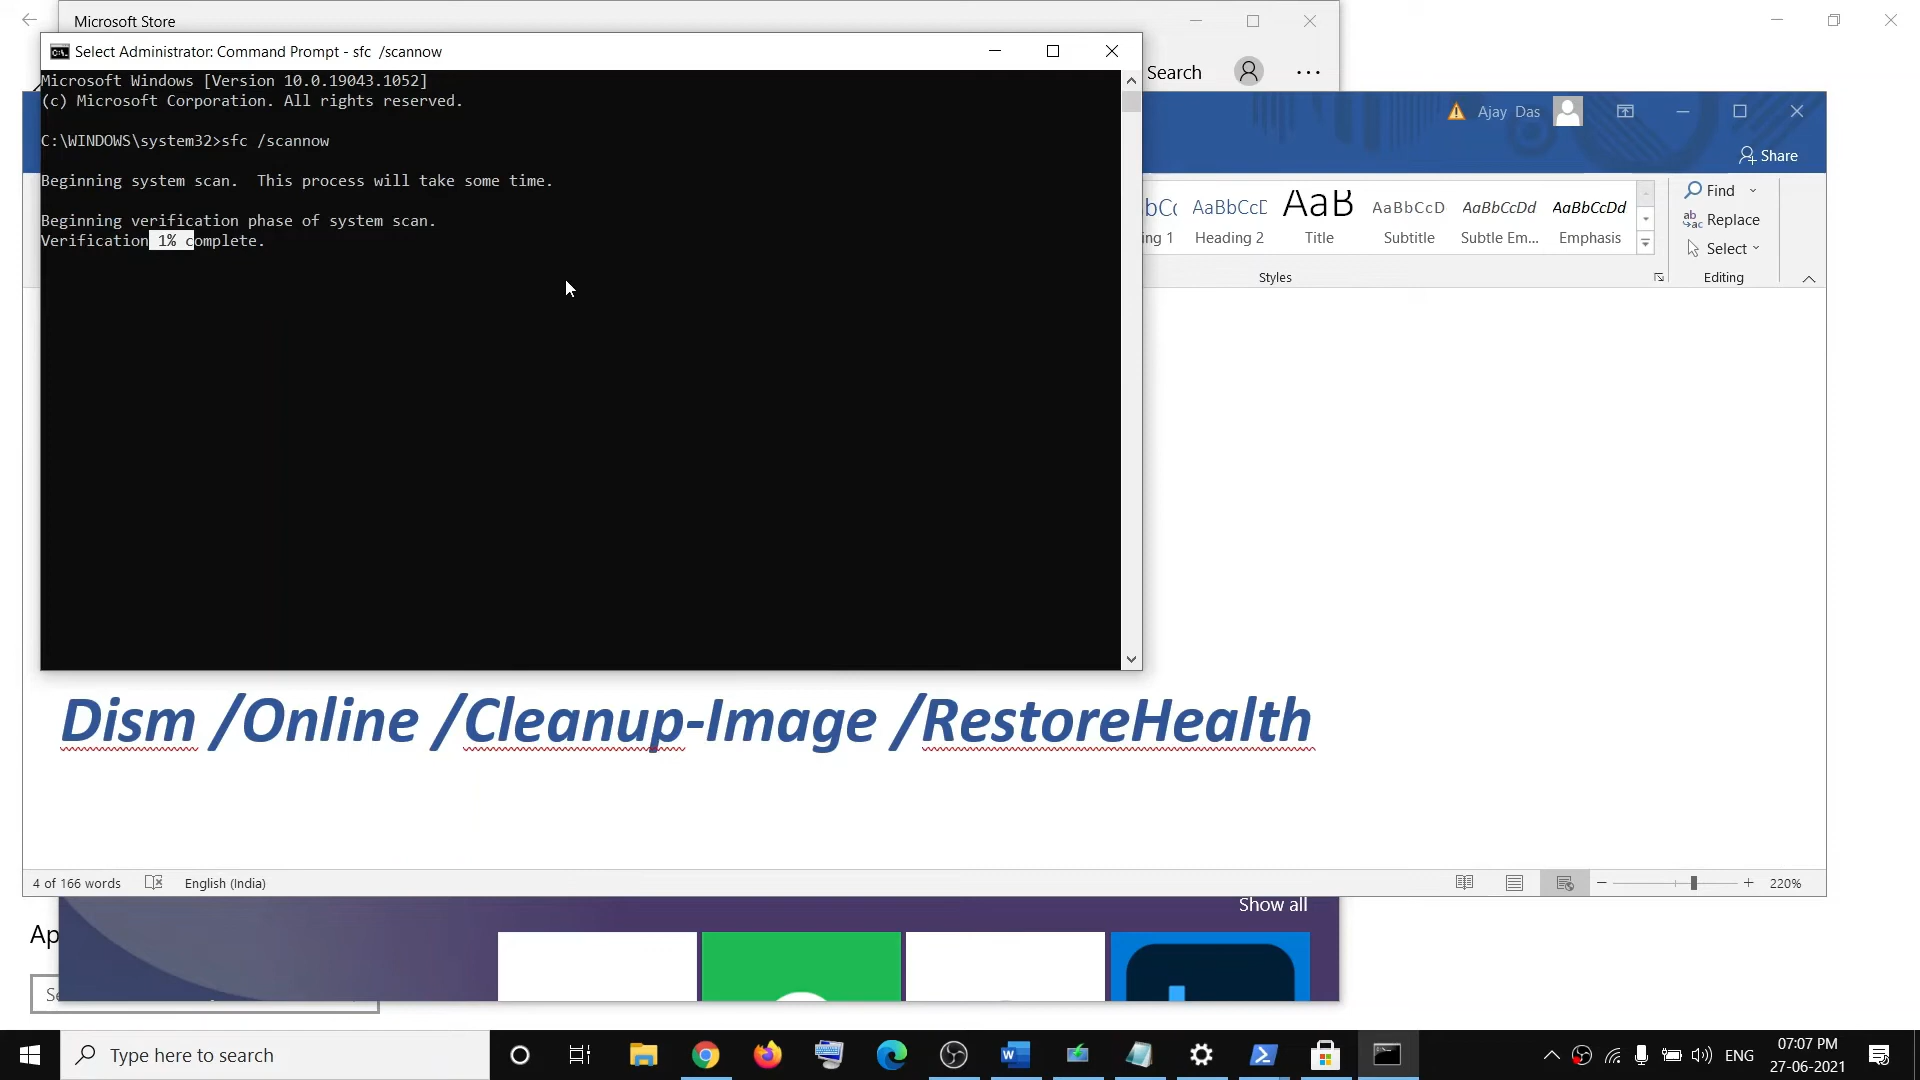 Microsoft Store
Select Administrator: Command Prompt - sfc  /scannow
Search
Microsoft Windows [Version 10.0.19043.1052]
(c) Microsoft Corporation. All rights reserved.
C:\WINDOWS\system32>sfc /scannow
Beginning system scan.  This process will take some time.
Beginning verification phase of system scan.
Verification 1% complete.
Ajay Das
Share
AaBbCcD AaB AaBbCcD AaBbCcDd AaBbCcDd
Heading 2 Title Subtitle Subtle Em... Emphasis
Styles
Find
Replace
Select
Editing
Dism /Online /Cleanup-Image /RestoreHealth
4 of 166 words English (India) 220%
Show all
Type here to search
ENG
07:07 PM
27-06-2021